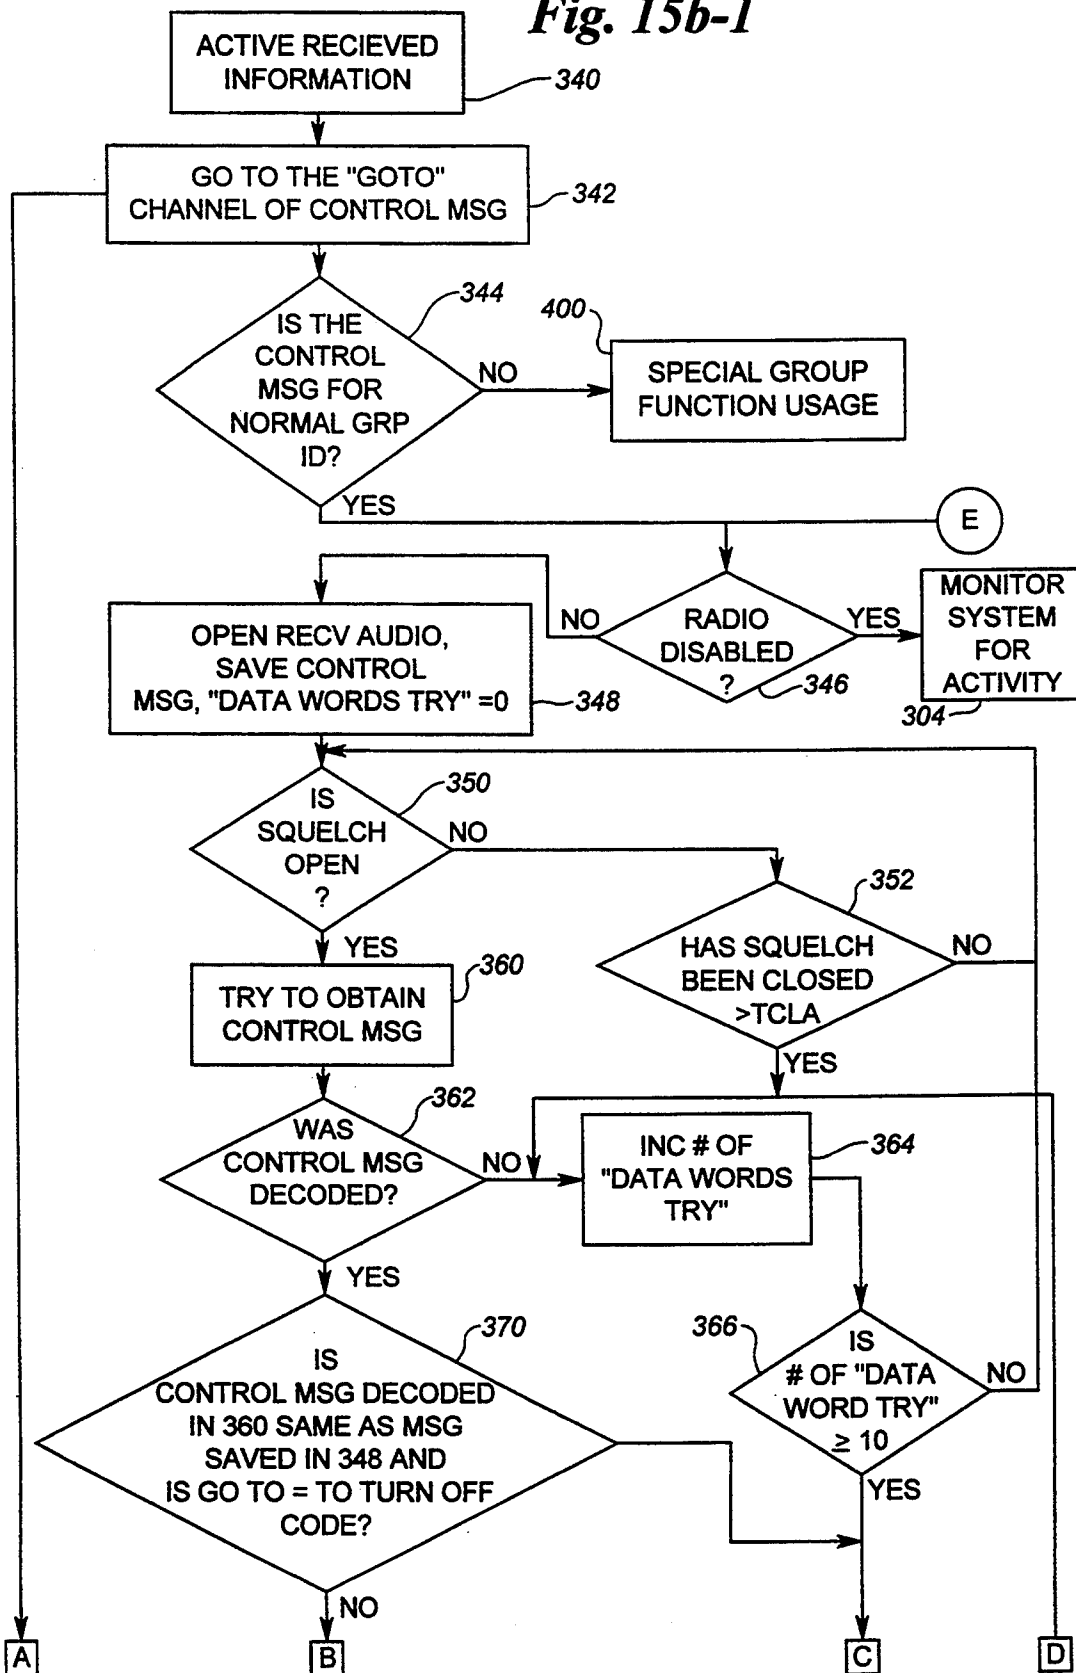 Fig. 15b-1
ACTIVE RECIEVED
INFORMATION
340
GO TO THE "GOTO"
CHANNEL OF CONTROL MSG
342
344
IS THE
CONTROL
MSG FOR
NORMAL GRP
ID?
NO
400
SPECIAL GROUP
FUNCTION USAGE
YES
E
RADIO
DISABLED
?
346
NO
YES
MONITOR
SYSTEM
FOR
ACTIVITY
304
OPEN RECV AUDIO,
SAVE CONTROL
MSG, "DATA WORDS TRY" =0
348
350
IS
SQUELCH
OPEN
?
NO
YES
352
HAS SQUELCH
BEEN CLOSED
>TCLA
NO
YES
360
TRY TO OBTAIN
CONTROL MSG
362
WAS
CONTROL MSG
DECODED?
NO
YES
INC # OF
"DATA WORDS
TRY"
364
366
IS
# OF "DATA
WORD TRY"
≥ 10
NO
YES
370
IS
CONTROL MSG DECODED
IN 360 SAME AS MSG
SAVED IN 348 AND
IS GO TO = TO TURN OFF
CODE?
NO
A
B
C
D